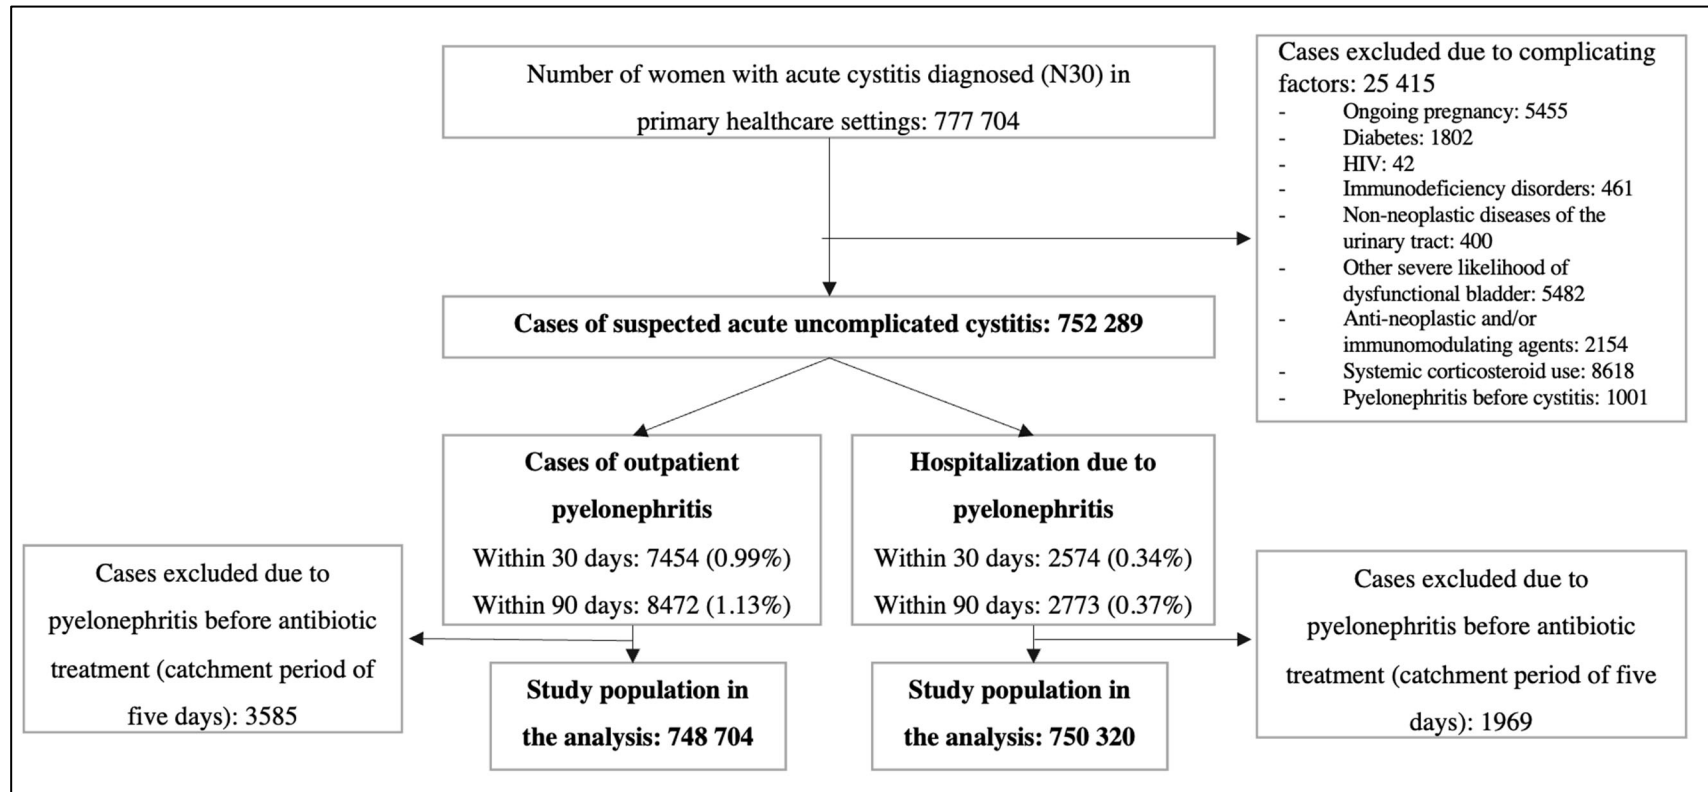 Number of women with acute cystitis diagnosed (N30) in
primary healthcare settings: 777 704
Cases excluded due to complicating
factors: 25 415
- Ongoing pregnancy: 5455
- Diabetes: 1802
- HIV: 42
- Immunodeficiency disorders: 461
- Non-neoplastic diseases of the
urinary tract: 400
- Other severe likelihood of
dysfunctional bladder: 5482
- Anti-neoplastic and/or
immunomodulating agents: 2154
- Systemic corticosteroid use: 8618
- Pyelonephritis before cystitis: 1001
Cases of suspected acute uncomplicated cystitis: 752 289
Cases of outpatient
pyelonephritis
Within 30 days: 7454 (0.99%)
Within 90 days: 8472 (1.13%)
Hospitalization due to
pyelonephritis
Within 30 days: 2574 (0.34%)
Within 90 days: 2773 (0.37%)
Cases excluded due to
pyelonephritis before antibiotic
treatment (catchment period of
five days): 3585
Cases excluded due to
pyelonephritis before antibiotic
treatment (catchment period of five
days): 1969
Study population in
the analysis: 748 704
Study population in
the analysis: 750 320